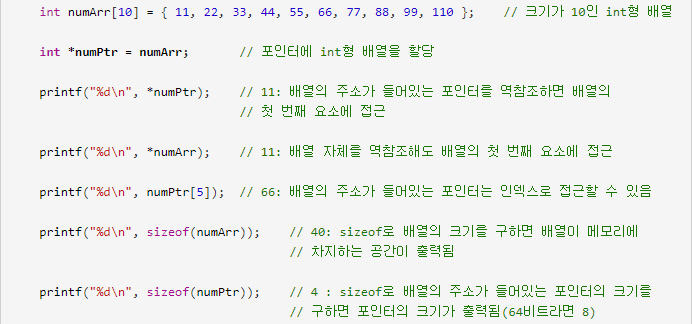 int numArr[10] = { 11, 22, 33, 44, 55, 66, 77, 88, 99, 110 };    // 크기가 10인 int형 배열
int *numPtr = numArr;       // 포인터에 int형 배열을 할당
printf("%d\n", *numPtr);    // 11: 배열의 주소가 들어있는 포인터를 역참조하면 배열의
// 첫 번째 요소에 접근
printf("%d\n", *numArr);    // 11: 배열 자체를 역참조해도 배열의 첫 번째 요소에 접근
printf("%d\n", numPtr[5]);  // 66: 배열의 주소가 들어있는 포인터는 인덱스로 접근할 수 있음
printf("%d\n", sizeof(numArr));    // 40: sizeof로 배열의 크기를 구하면 배열이 메모리에
// 차지하는 공간이 출력됨
printf("%d\n", sizeof(numPtr));    // 4 : sizeof로 배열의 주소가 들어있는 포인터의 크기를
// 구하면 포인터의 크기가 출력됨(64비트라면 8)